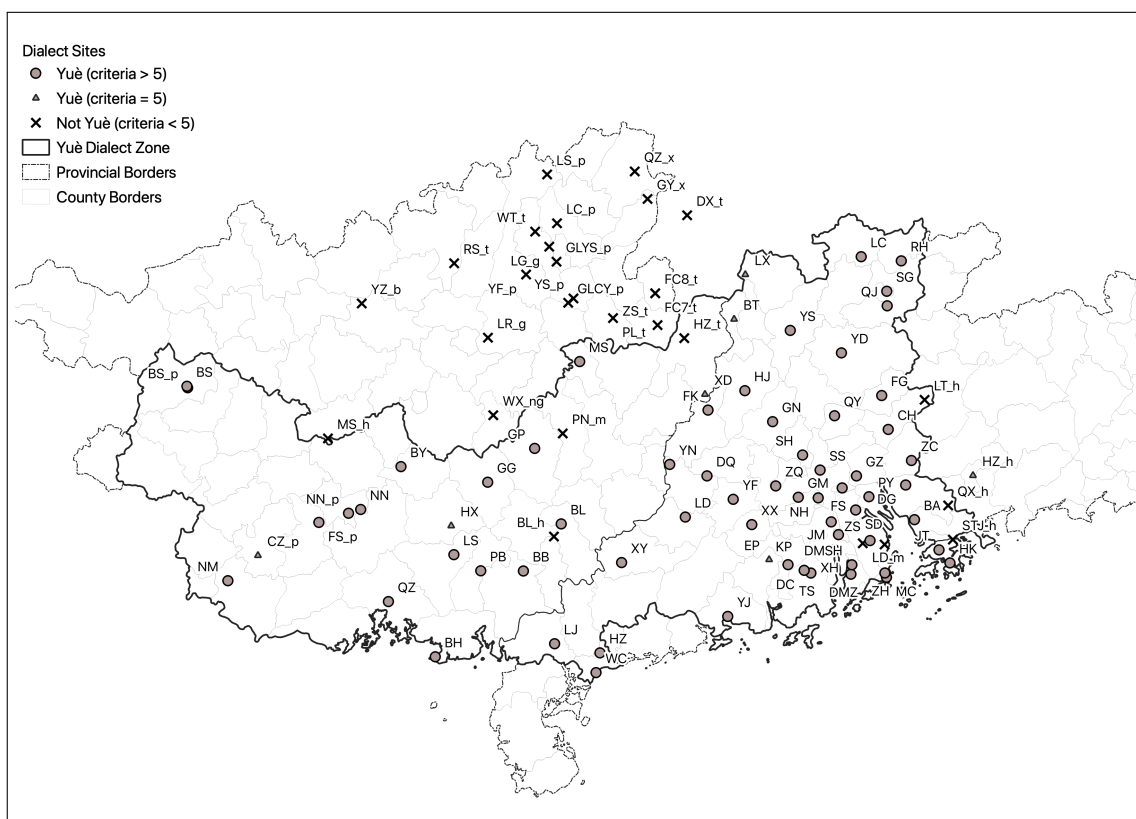 Dialect Sites
Yuè (criteria > 5)
Yuè (criteria = 5)
Not Yuè (criteria < 5)
Yuè Dialect Zone
Provincial Borders
County Borders
LS_p
QZ_x
GY_x
DX_t
LC_p
WT_t
GLYS_p
RS_t
LG_g
YF_p
YS_p
GLCY_p
YZ_b
FC8_t
FC7_t
ZS_t
PL_t
HZ_t
LR_g
MS
LX
LC
RH
SG
QJ
BT
YS
YD
BS_p
BS
WX_ng
PN_m
MS_h
GP
BY
GG
XD
FK
HJ
FG
LT_h
GN
QY
CH
YN
DQ
SH
SS
ZC
GZ
HZ_h
ZQ
GM
PY
DG
QX_h
NN_p
NN
FS_p
HX
BL
BL_h
LD
YF
XX
NH
FS
BA
JM
ZS
SD
JT
STJ_h
HK
CZ_p
LS
PB
BB
XY
EP
KP
DMSH
LD_m
XH
NM
QZ
DC
TS
DMZ
ZH
MC
YJ
BH
LJ
HZ
WC